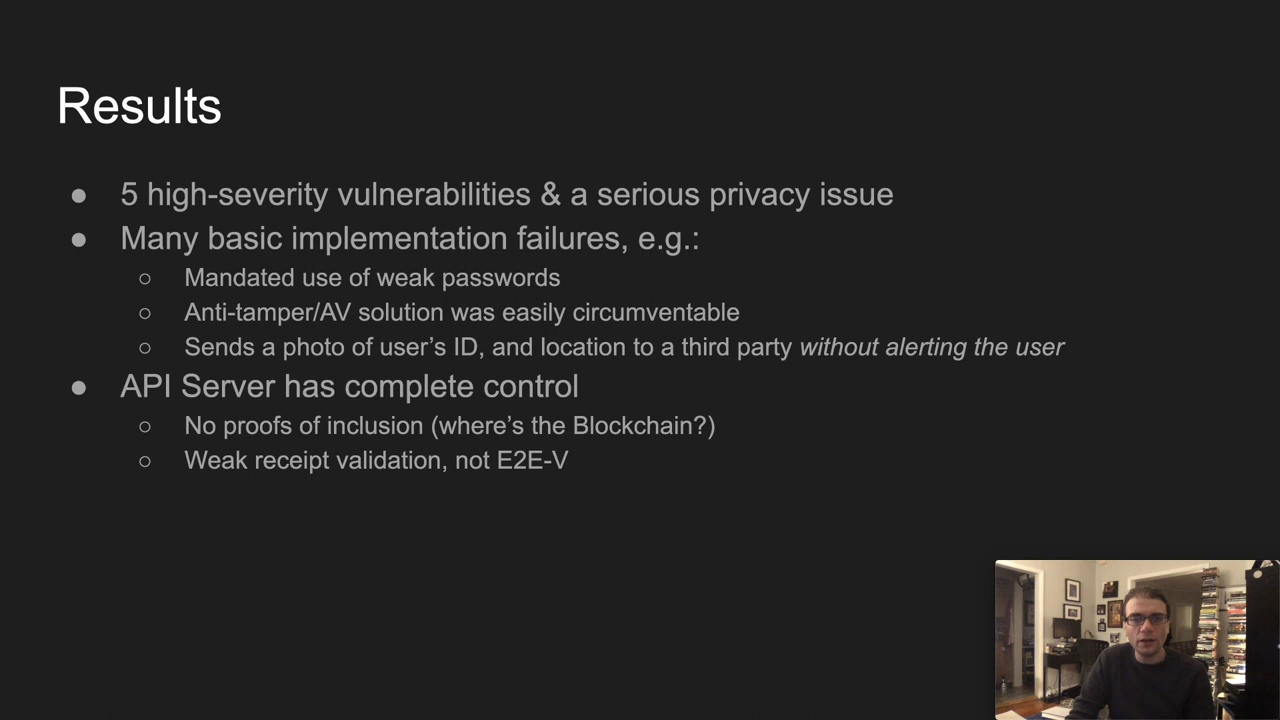 Results
● 5 high-severity vulnerabilities & a serious privacy issue
● Many basic implementation failures, e.g.:
○ Mandated use of weak passwords
○ Anti-tamper/AV solution was easily circumventable
○ Sends a photo of user’s ID, and location to a third party without alerting the user
● API Server has complete control
○ No proofs of inclusion (where’s the Blockchain?)
○ Weak receipt validation, not E2E-V